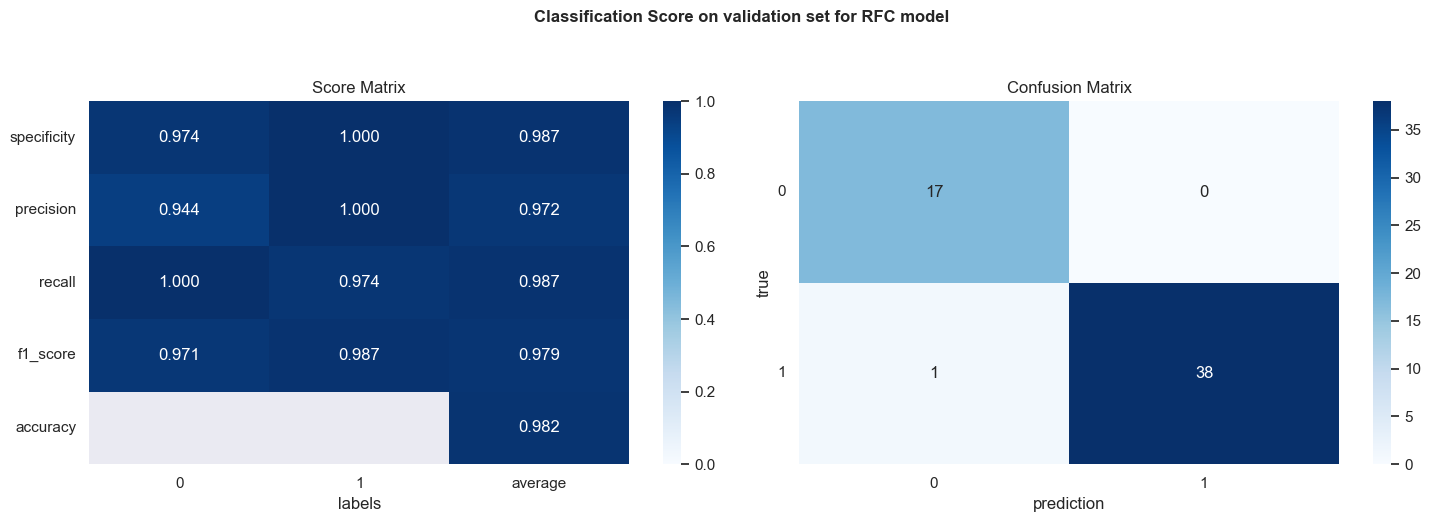 Classification Score on validation set for RFC model
Score Matrix
specificity 0.974 1.000 0.987
precision 0.944 1.000 0.972
recall 1.000 0.974 0.987
f1_score 0.971 0.987 0.979
accuracy 0.982
0 1 average
labels
1.0
0.8
0.6
0.4
0.2
0.0
Confusion Matrix
true
0 17 0
1 1 38
0 1
prediction
35
30
25
20
15
10
5
0